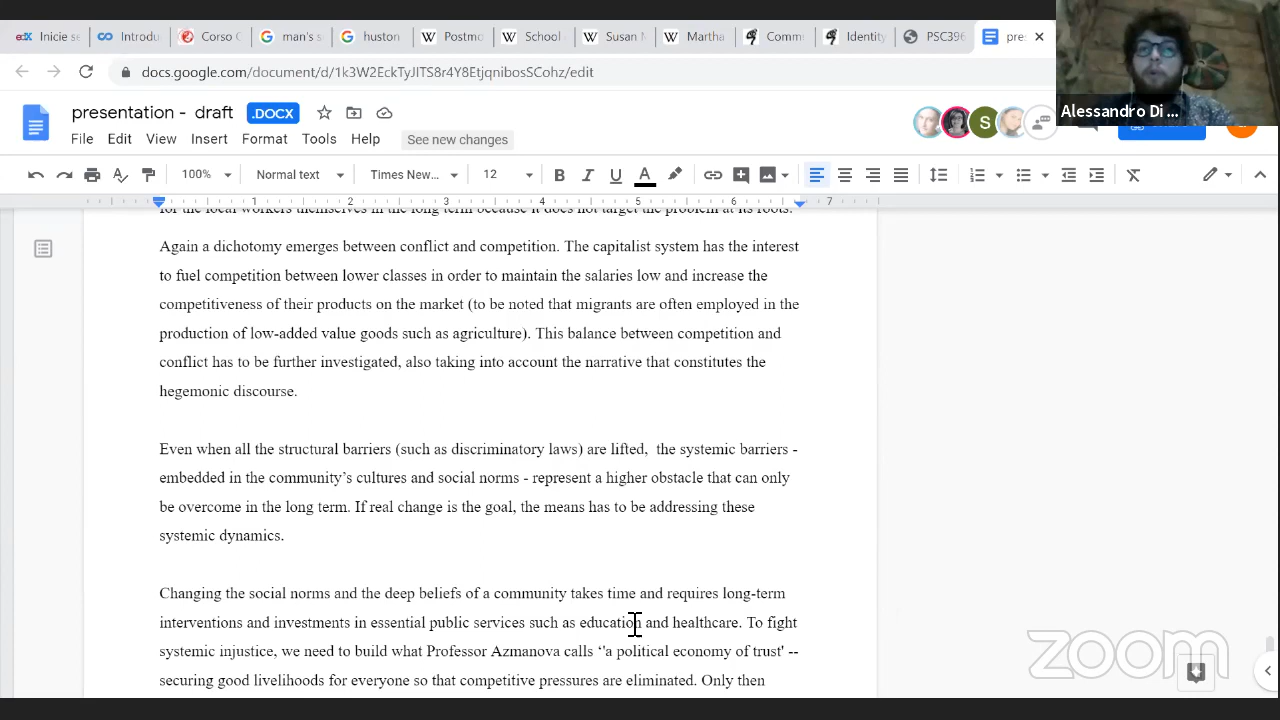 Inicie se
Introdu
Corso
man's s
huston
Postmo
School
Susan M
Martha
Commu
Identity
PSC396
pres
docs.google.com/document/d/1k3W2EckTyJITS8r4Y8EtjqnibosSCohz/edit
Alessandro Di ...
presentation - draft .DOCX
File Edit View Insert Format Tools Help See new changes
S
100% Normal text Times New... 12
1 2 3 4 5 6 7
for the local workers themselves in the long term because it does not target the problem at its roots.
Again a dichotomy emerges between conflict and competition. The capitalist system has the interest
to fuel competition between lower classes in order to maintain the salaries low and increase the
competitiveness of their products on the market (to be noted that migrants are often employed in the
production of low-added value goods such as agriculture). This balance between competition and
conflict has to be further investigated, also taking into account the narrative that constitutes the
hegemonic discourse.
Even when all the structural barriers (such as discriminatory laws) are lifted,  the systemic barriers -
embedded in the community's cultures and social norms - represent a higher obstacle that can only
be overcome in the long term. If real change is the goal, the means has to be addressing these
systemic dynamics.
Changing the social norms and the deep beliefs of a community takes time and requires long-term
interventions and investments in essential public services such as education and healthcare. To fight
systemic injustice, we need to build what Professor Azmanova calls ‘'a political economy of trust' --
securing good livelihoods for everyone so that competitive pressures are eliminated. Only then
zoom